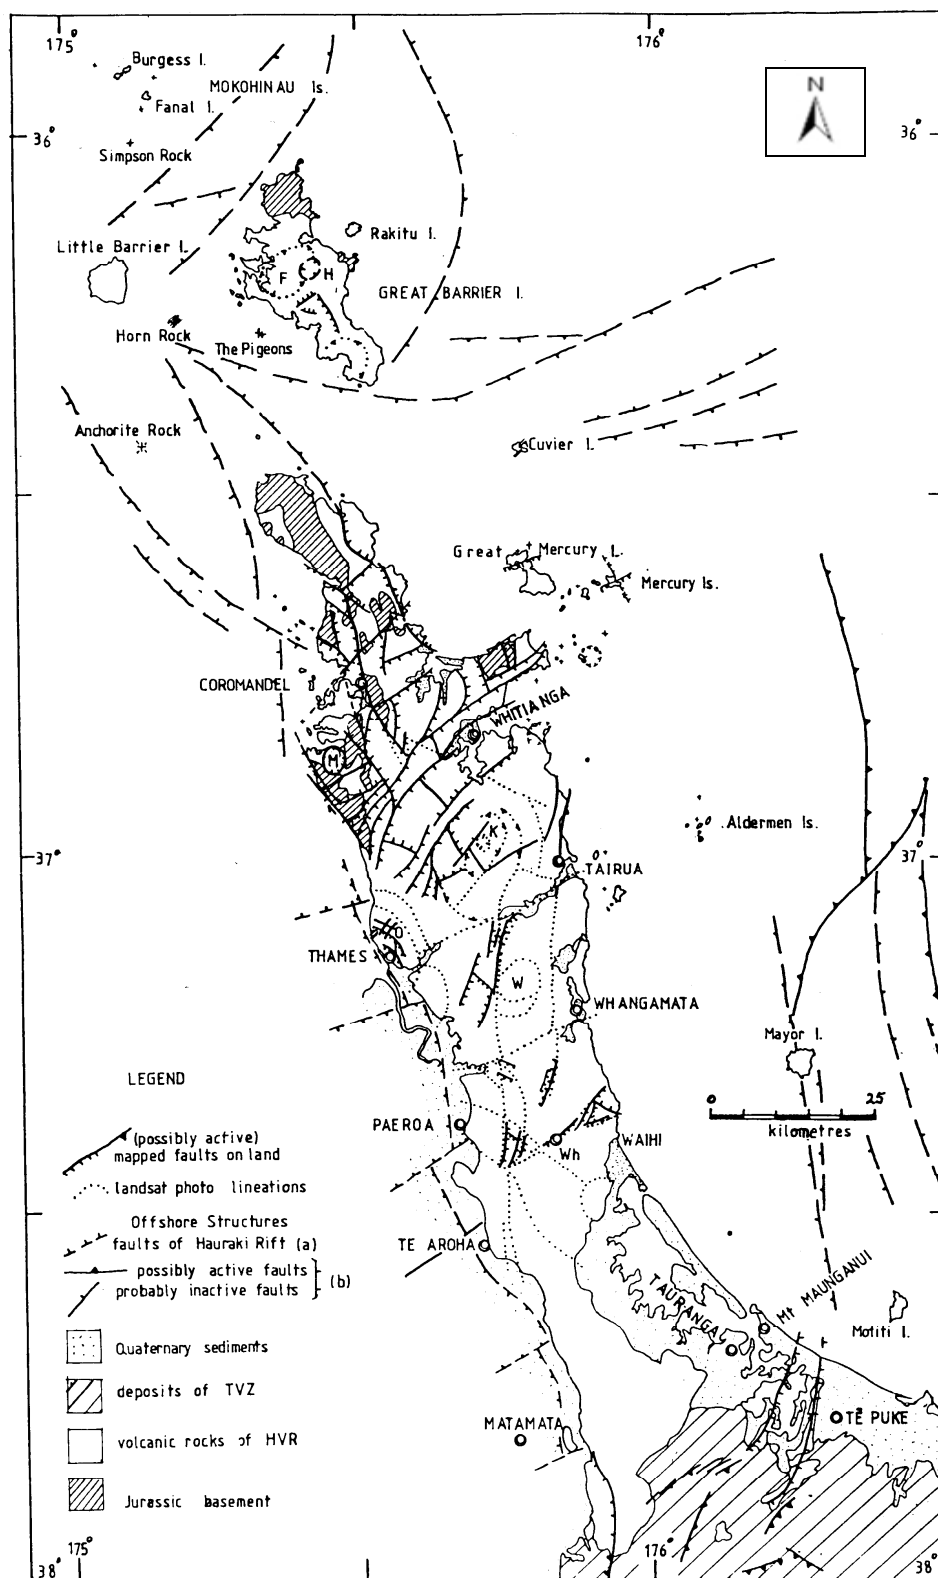 175°
176°
Burgess I.
MOKOHINAU Is.
N
Fanal I.
36°
36°
Simpson Rock
Rakitu I.
Little Barrier I.
F
H
GREAT BARRIER I.
Horn Rock
The Pigeons
Anchorite Rock
Cuvier I.
Great Mercury I.
Mercury Is.
COROMANDEL
WHITIANGA
M
K
Aldermen Is.
37°
37°
TAIRUA
O
THAMES
W
WHANGAMATA
Mayor I.
LEGEND
0 25
kilometres
PAEROA
WAIHI
Wh
(possibly active)
mapped faults on land
landsat photo lineations
Offshore Structures
faults of Hauraki Rift (a)
TE AROHA
possibly active faults
probably inactive faults
(b)
TAURANGA
Mt MAUNGANUI
Motiti I.
Quaternary sediments
deposits of TVZ
MATAMATA
TE PUKE
volcanic rocks of HVR
Jurassic basement
175°
176°
38°
38°